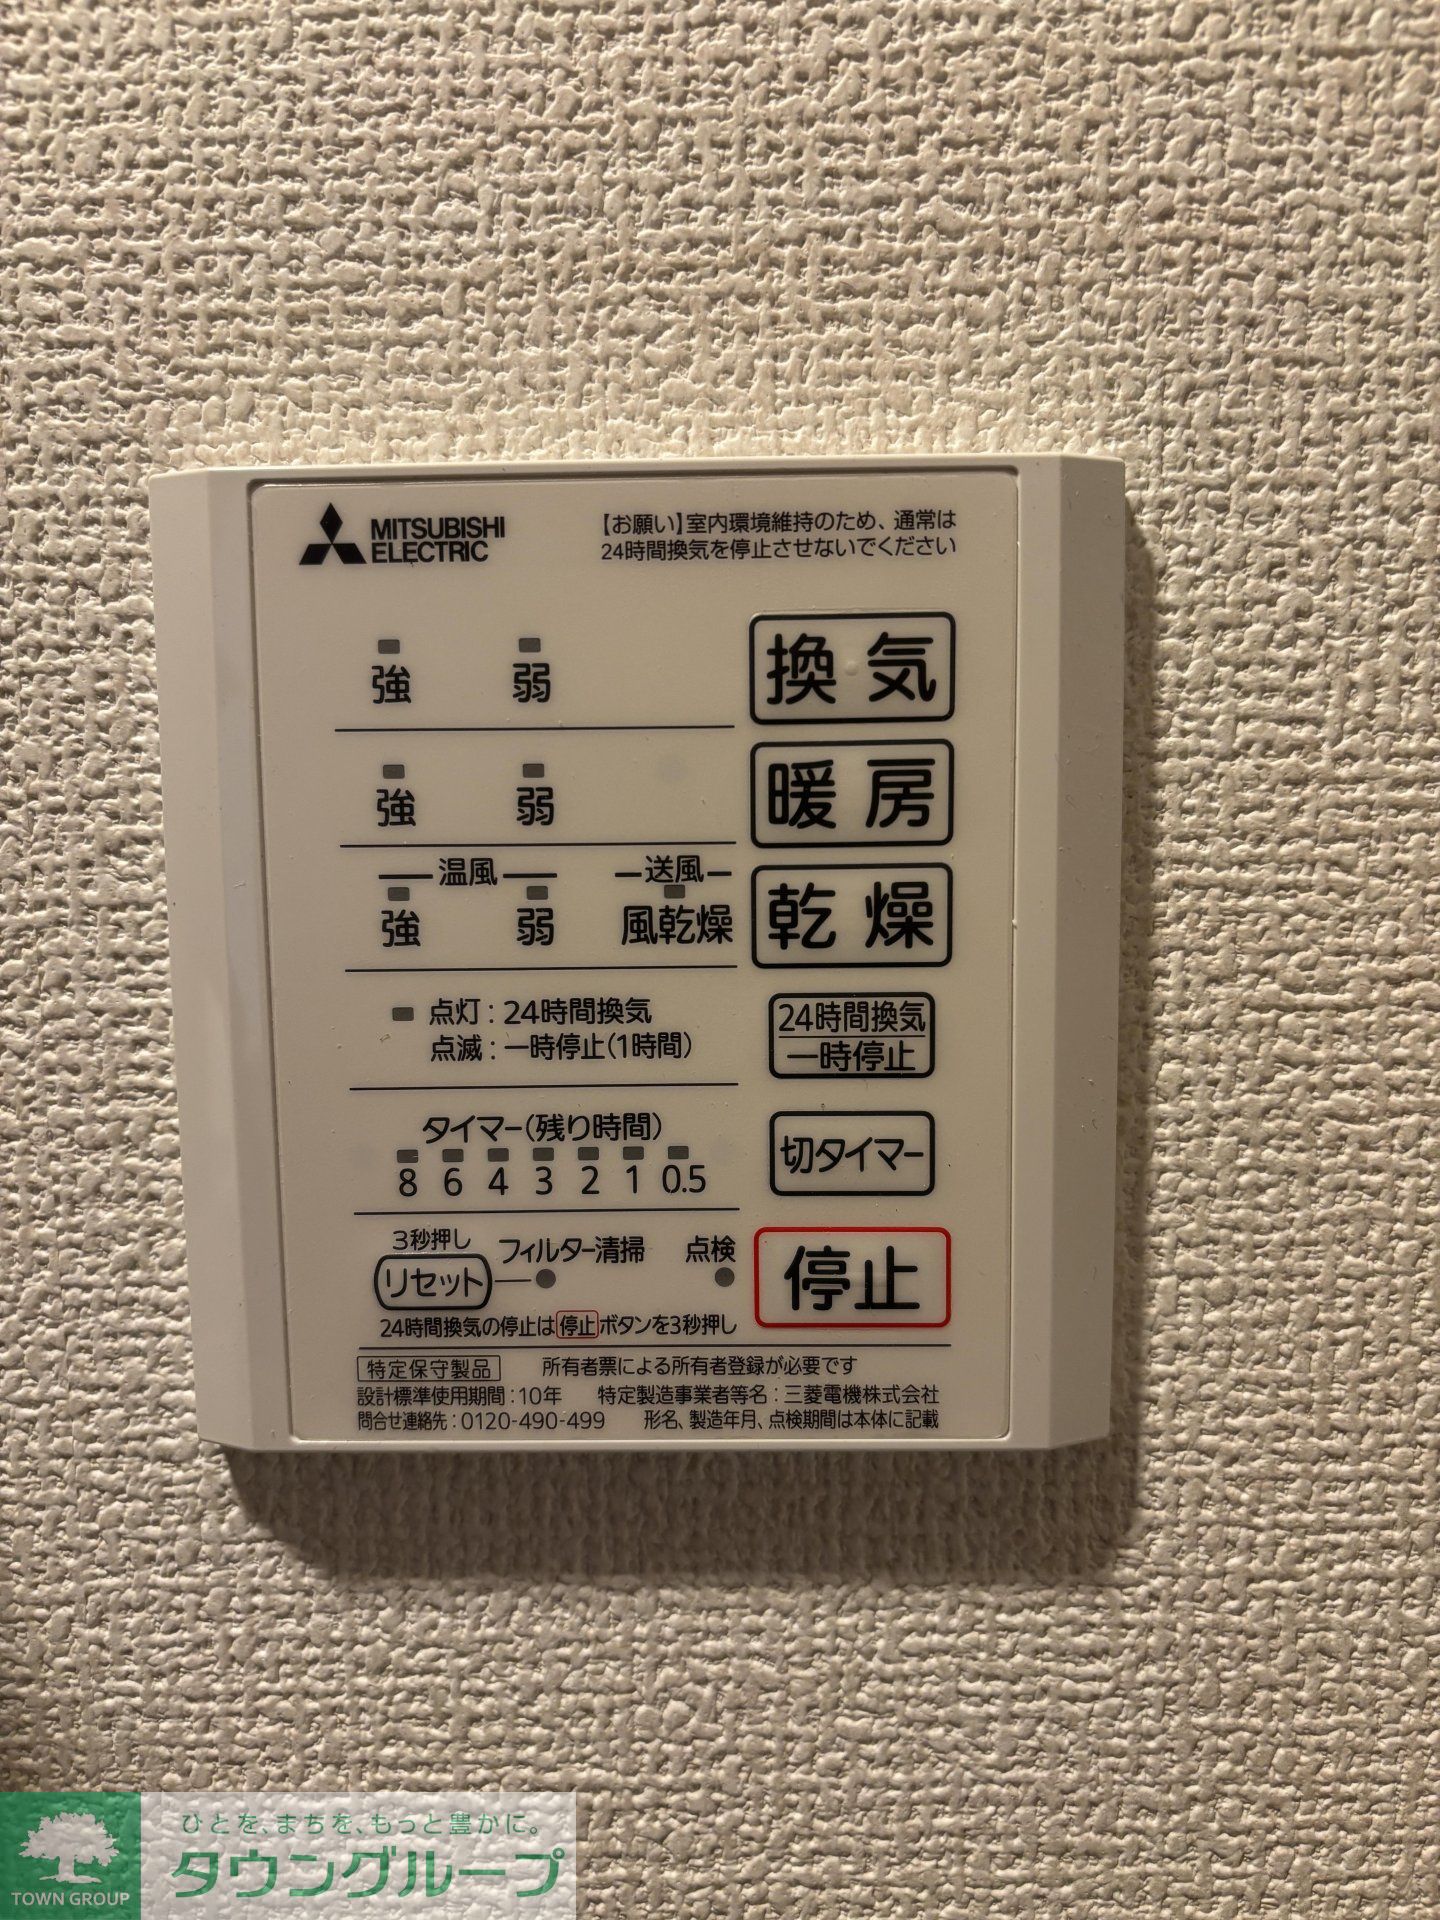 MITSUBISHI
ELECTRIC
【お願い】室内環境維持のため、通常は
24時間換気を停止させないでください
強 弱 換気
強 弱 暖房
温風 送風
強 弱 風乾燥 乾燥
点灯:24時間換気
点滅:一時停止(1時間)
24時間換気
一時停止
タイマー(残り時間)
8 6 4 3 2 1 0.5
切タイマー
3秒押し
リセット フィルター清掃 点検
停止
24時間換気の停止は停止ボタンを3秒押し
特定保守製品 所有者票による所有者登録が必要です
設計標準使用期間:10年 特定製造事業者等名:三菱電機株式会社
問合せ連絡先:0120-490-499 形名、製造年月、点検期間は本体に記載
ひとを、まちを、もっと豊かに。
タウングループ
TOWN GROUP